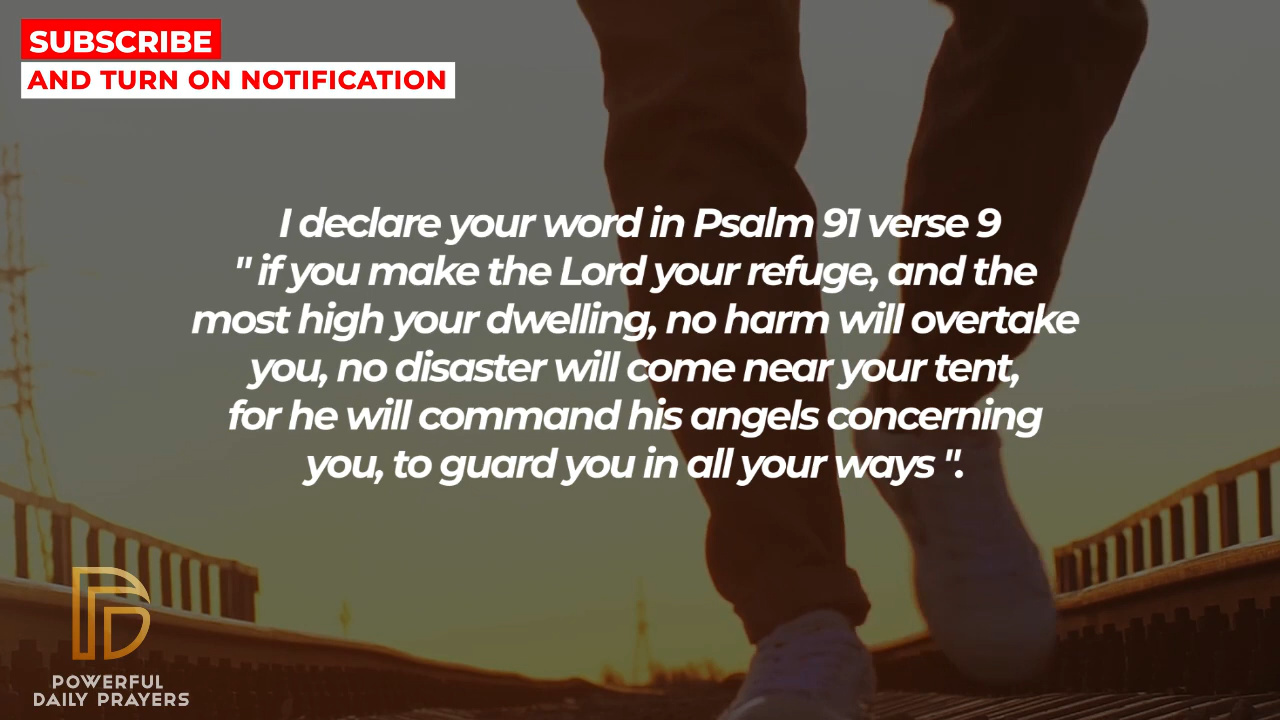 SUBSCRIBE
AND TURN ON NOTIFICATION
I declare your word in Psalm 91 verse 9
" if you make the Lord your refuge, and the
most high your dwelling, no harm will overtake
you, no disaster will come near your tent,
for he will command his angels concerning
you, to guard you in all your ways ".
POWERFUL
DAILY PRAYERS